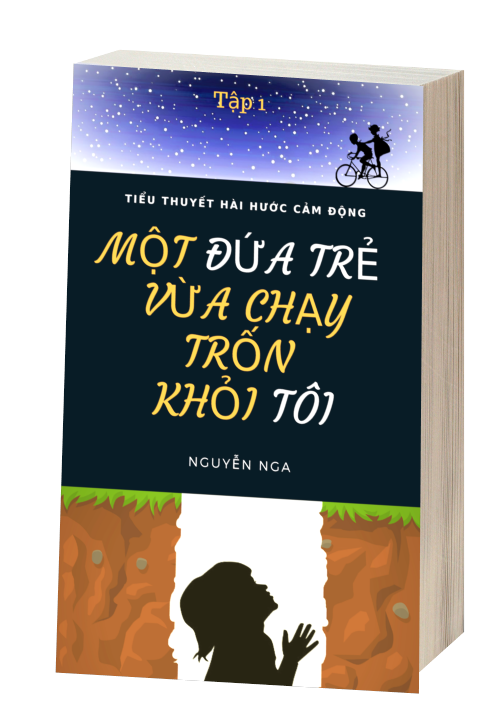 Tập 1
TIỂU THUYẾT HÀI HƯỚC CẢM ĐỘNG
MỘT ĐỨA TRẺ
VỪA CHẠY
TRỐN
KHỎI TÔI
NGUYỄN NGA